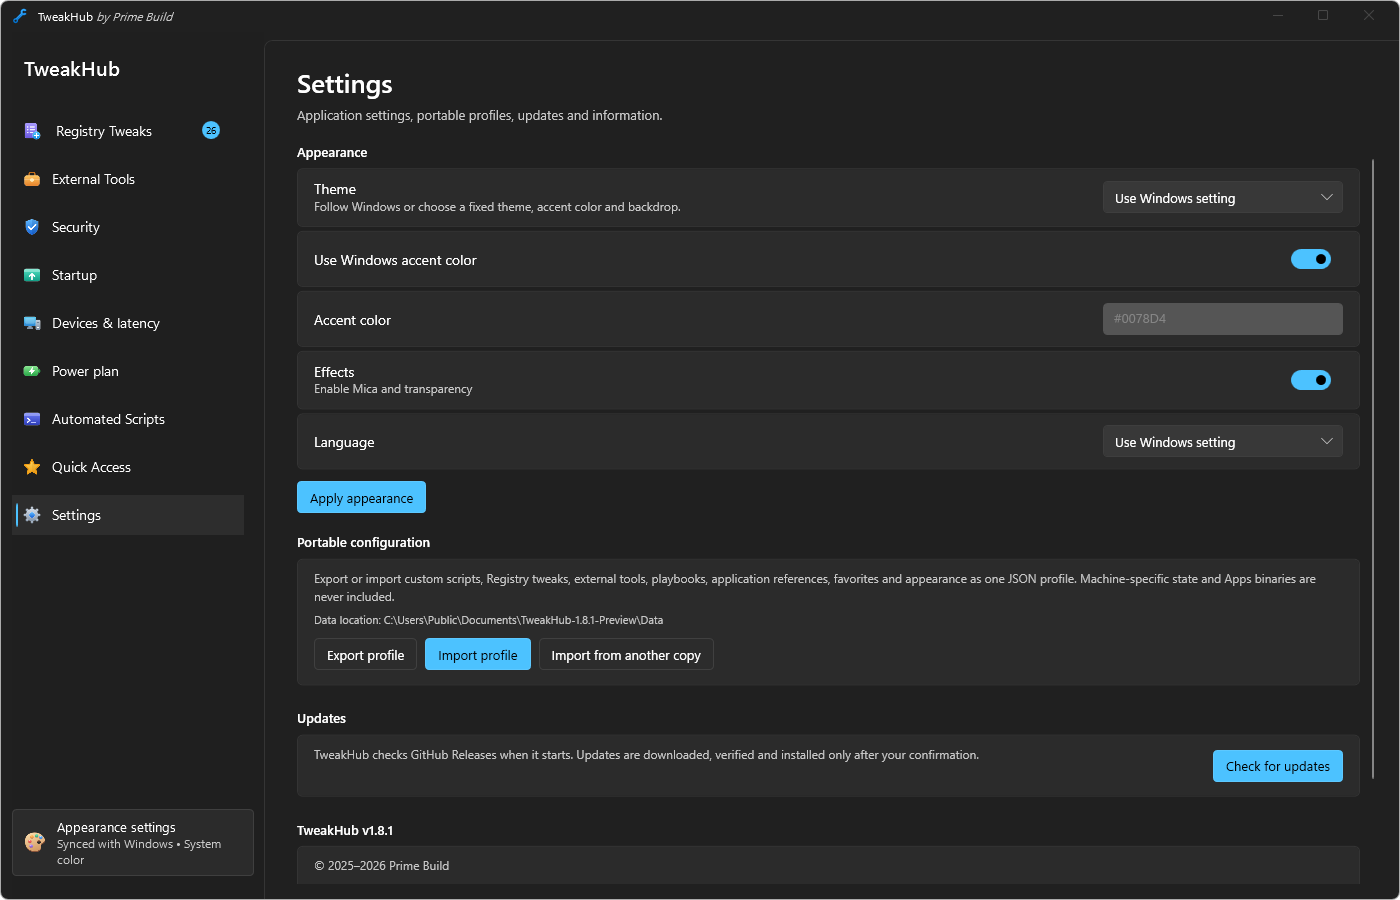 TweakHub by Prime Build
TweakHub
Registry Tweaks
26
External Tools
Security
Startup
Devices & latency
Power plan
Automated Scripts
Quick Access
Settings
Appearance settings
Synced with Windows • System
color
Settings
Application settings, portable profiles, updates and information.
Appearance
Theme
Follow Windows or choose a fixed theme, accent color and backdrop.
Use Windows setting
Use Windows accent color
Accent color
#0078D4
Effects
Enable Mica and transparency
Language
Use Windows setting
Apply appearance
Portable configuration
Export or import custom scripts, Registry tweaks, external tools, playbooks, application references, favorites and appearance as one JSON profile. Machine-specific state and Apps binaries are
never included.
Data location: C:\Users\Public\Documents\TweakHub-1.8.1-Preview\Data
Export profile
Import profile
Import from another copy
Updates
TweakHub checks GitHub Releases when it starts. Updates are downloaded, verified and installed only after your confirmation.
Check for updates
TweakHub v1.8.1
© 2025–2026 Prime Build